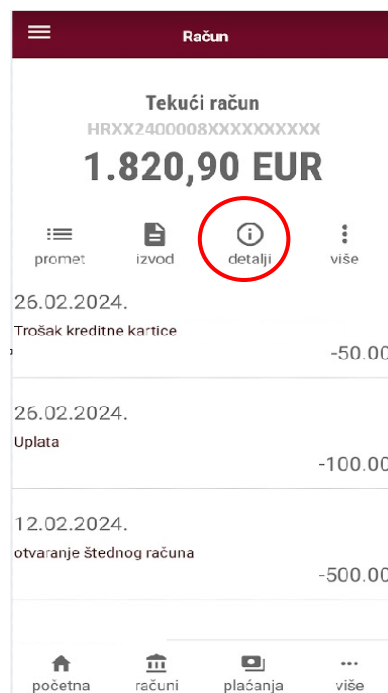 Račun
Tekući račun
HRXX2400008XXXXXXXXXX
1.820,90 EUR
promet izvod detalji više
26.02.2024.
Trošak kreditne kartice
-50.00
26.02.2024.
Uplata
-100.00
12.02.2024.
otvaranje štednog računa
-500.00
početna računi plaćanja više